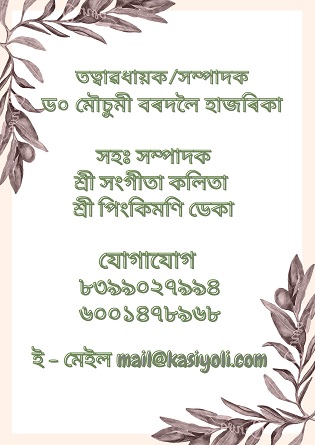 তত্বাৱধায়ক/সম্পাদক
ড০ মৌচুমী বৰদলৈ হাজৰিকা
সহঃ সম্পাদক
শ্ৰী সংগীতা কলিতা
শ্ৰী পিংকিমণি ডেকা
যোগাযোগ
৮৩৯৯০২৭৯৯৪
৬০০১৪৭৮৯৬৮
ই - মেইল mail@kasiyoli.com